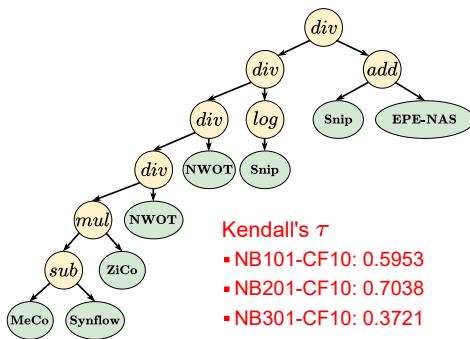 div
div
add
div
log
Snip
EPE-NAS
div
NWOT
Snip
mul
NWOT
sub
ZiCo
MeCo
Synflow
Kendall's τ
▪ NB101-CF10: 0.5953
▪ NB201-CF10: 0.7038
▪ NB301-CF10: 0.3721